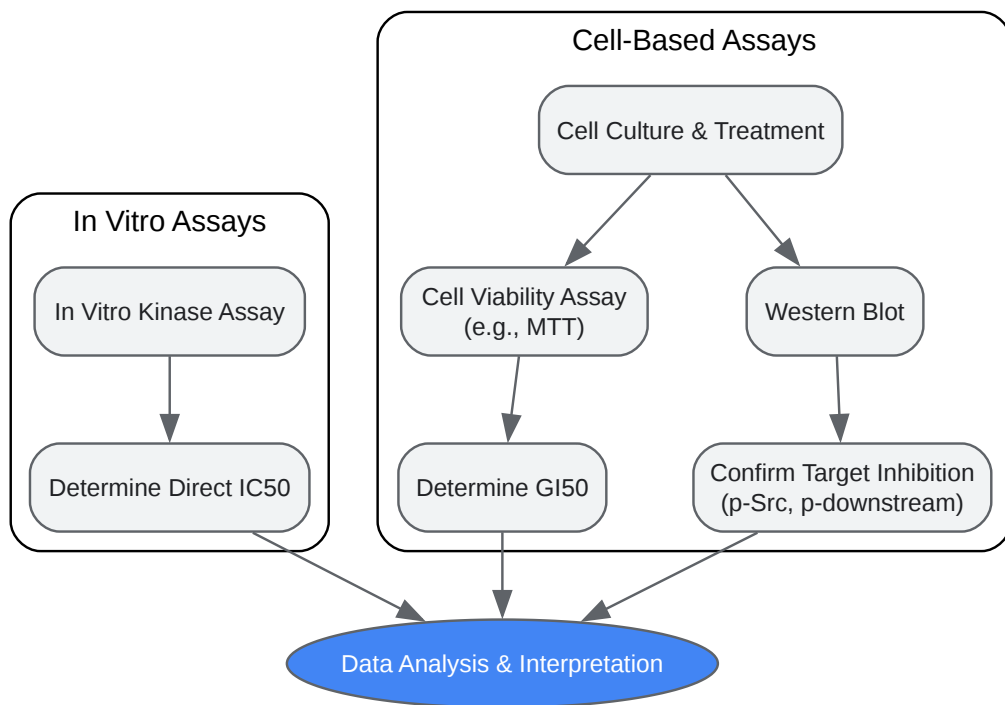 Cell-Based Assays
Cell Culture & Treatment
In Vitro Assays
In Vitro Kinase Assay
Cell Viability Assay
(e.g., MTT)
Western Blot
Determine Direct IC50
Determine GI50
Confirm Target Inhibition
(p-Src, p-downstream)
Data Analysis & Interpretation